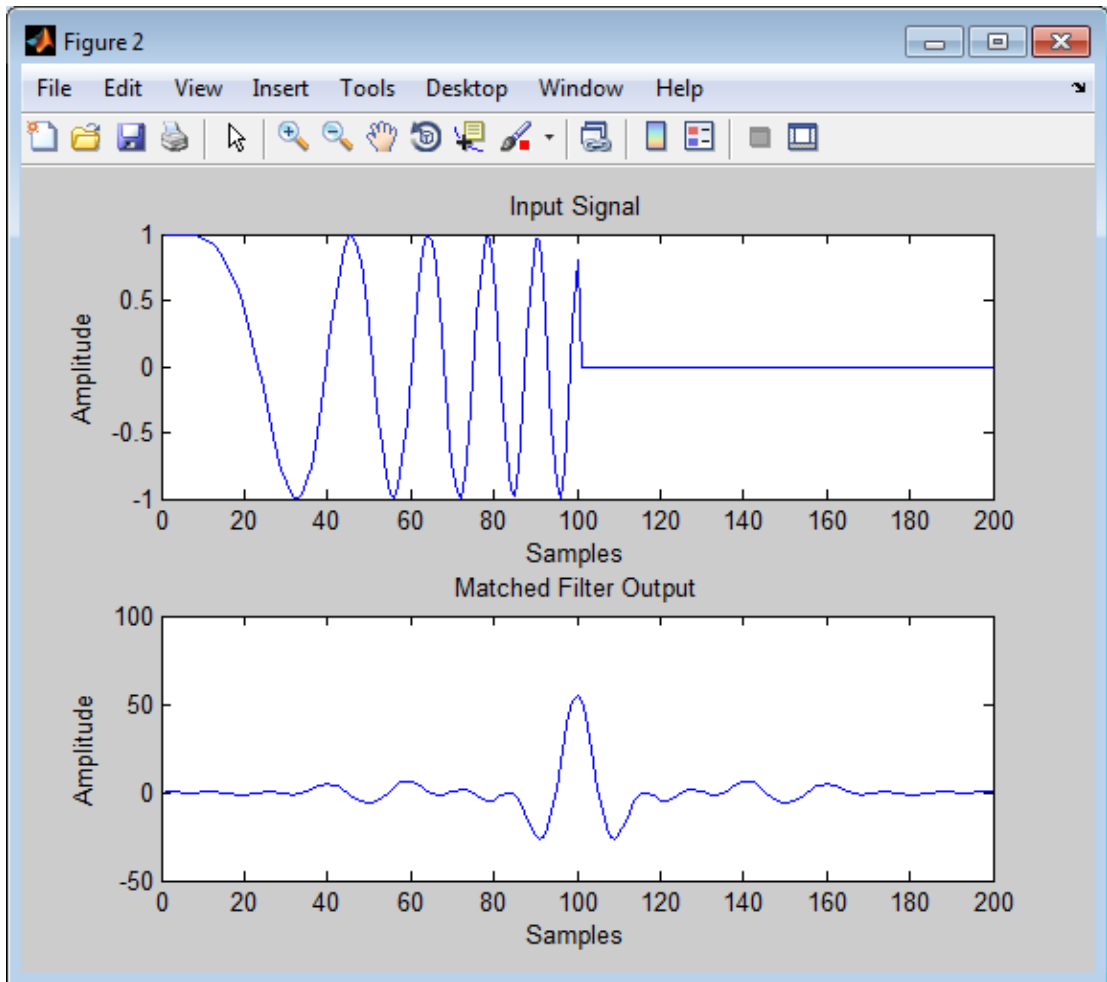 Figure 2
File Edit View Insert Tools Desktop Window Help
Input Signal
1
0.5
0
-0.5
-1
Amplitude
0 20 40 60 80 100 120 140 160 180 200
Samples
Matched Filter Output
100
50
0
-50
Amplitude
0 20 40 60 80 100 120 140 160 180 200
Samples